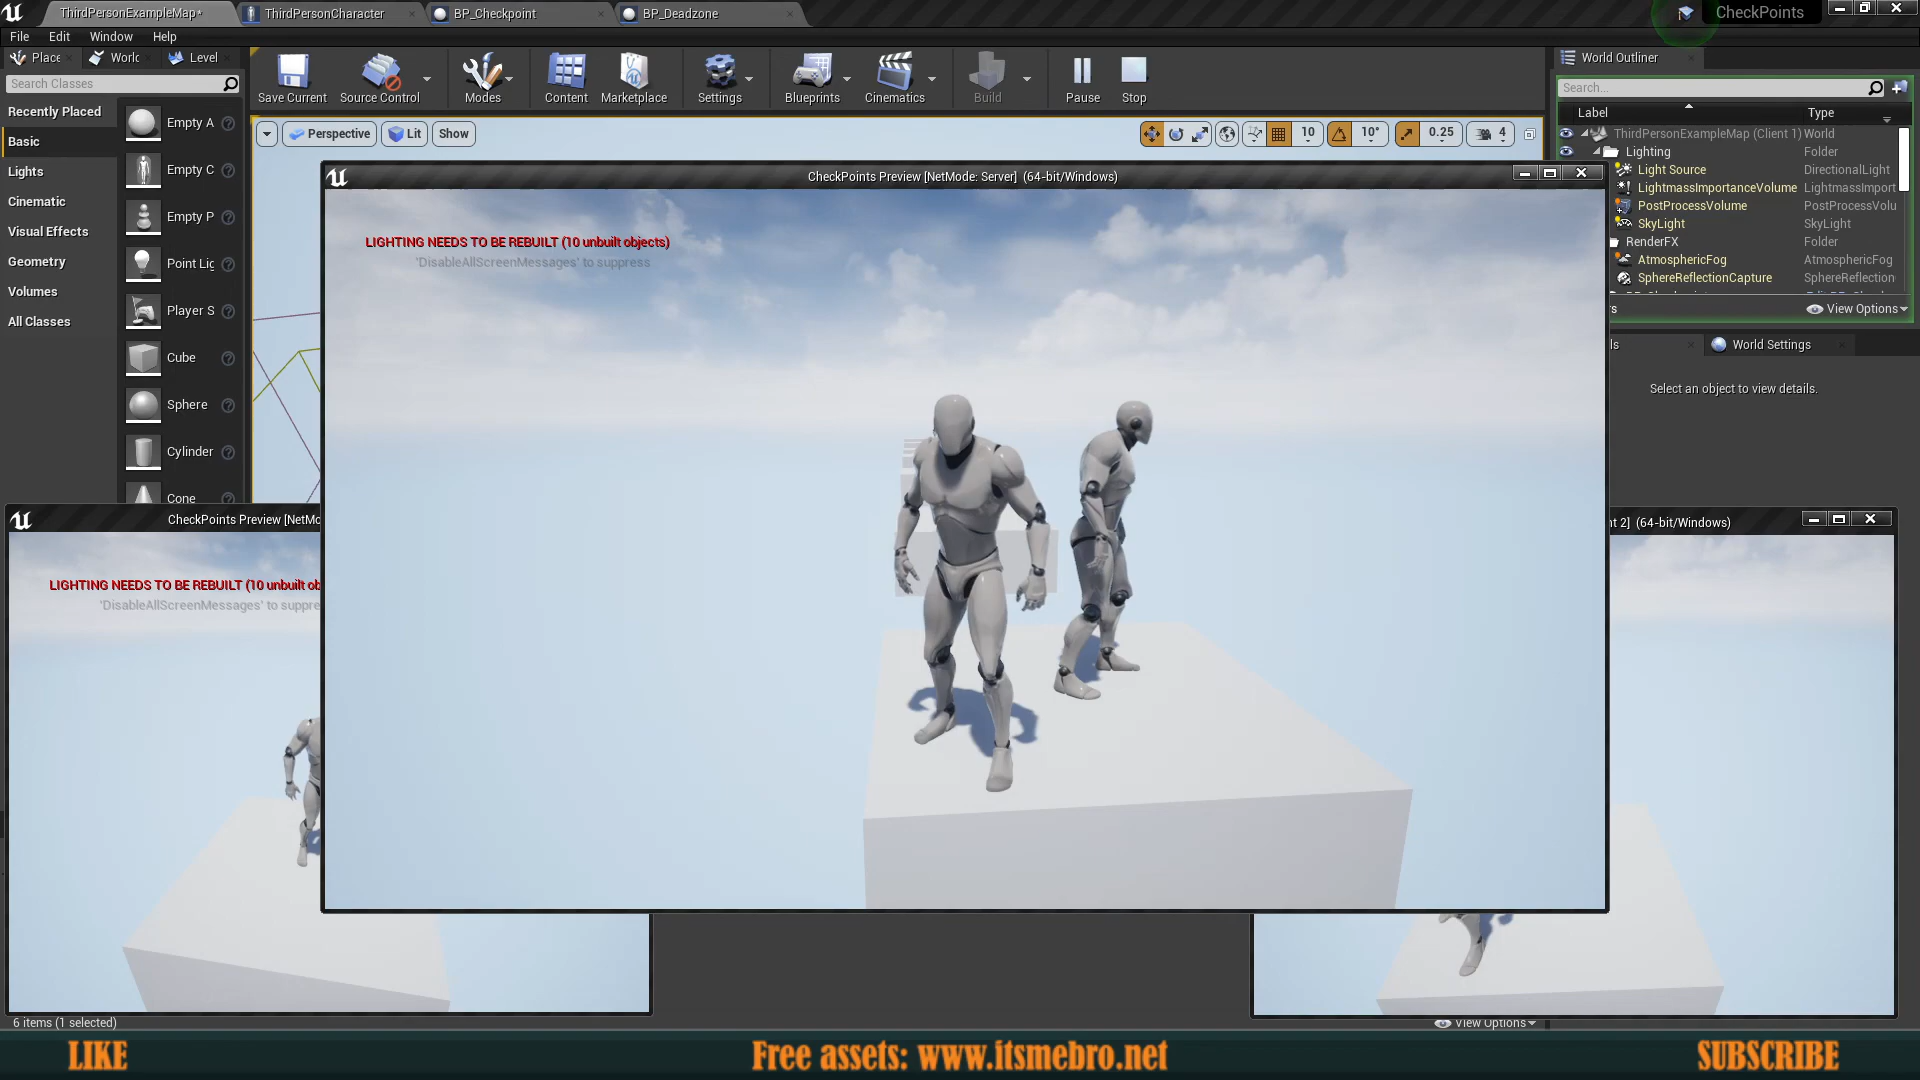 ThirdPersonExampleMap*
ThirdPersonCharacter
BP_Checkpoint
BP_Deadzone
CheckPoints
File Edit Window Help
Place
World
Level
Search Classes
Recently Placed
Basic
Lights
Cinematic
Visual Effects
Geometry
Volumes
All Classes
Empty A
Empty C
Empty P
Point Lig
Player S
Cube
Sphere
Cylinder
Cone
Save Current
Source Control
Modes
Content
Marketplace
Settings
Blueprints
Cinematics
Build
Pause
Stop
Perspective
Lit
Show
10
10°
0.25
4
World Outliner
Search...
Label Type
ThirdPersonExampleMap (Client 1) World
Lighting Folder
Light Source DirectionalLight
LightmassImportanceVolume LightmassImport
PostProcessVolume PostProcessVolu
SkyLight SkyLight
RenderFX Folder
AtmosphericFog AtmosphericFog
SphereReflectionCapture SphereReflection
View Options
World Settings
Select an object to view details.
CheckPoints Preview [NetMode: Server] (64-bit/Windows)
LIGHTING NEEDS TO BE REBUILT (10 unbuilt objects)
'DisableAllScreenMessages' to suppress
CheckPoints Preview [NetMo
LIGHTING NEEDS TO BE REBUILT (10 unbuilt ob
'DisableAllScreenMessages' to suppre
nt 2] (64-bit/Windows)
6 items (1 selected)
View Options
LIKE
Free assets: www.itsmebro.net
SUBSCRIBE